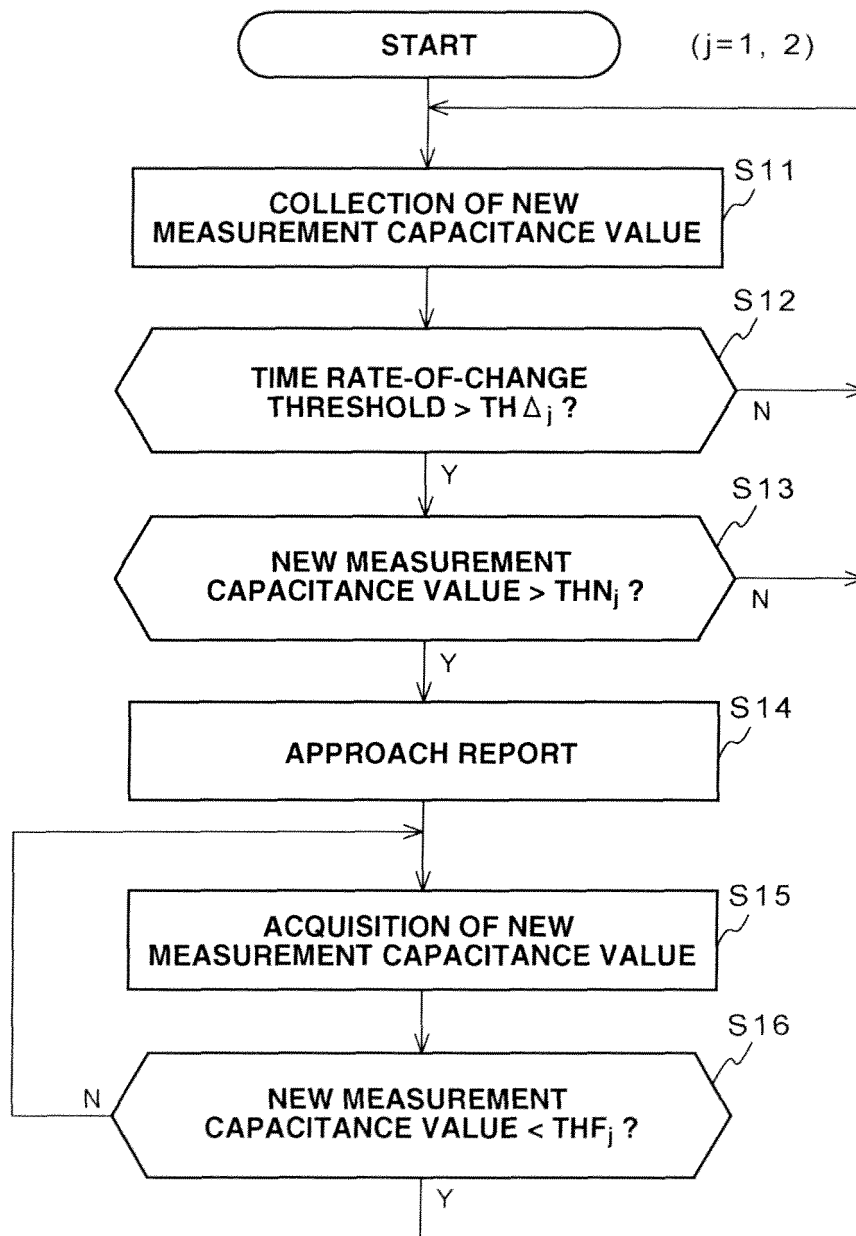 START
(j=1, 2)
S11
COLLECTION OF NEW
MEASUREMENT CAPACITANCE VALUE
S12
TIME RATE-OF-CHANGE
THRESHOLD > THΔj ?
N
Y
S13
NEW MEASUREMENT
CAPACITANCE VALUE > THNj ?
N
Y
S14
APPROACH REPORT
S15
ACQUISITION OF NEW
MEASUREMENT CAPACITANCE VALUE
S16
NEW MEASUREMENT
CAPACITANCE VALUE < THFj ?
N
Y